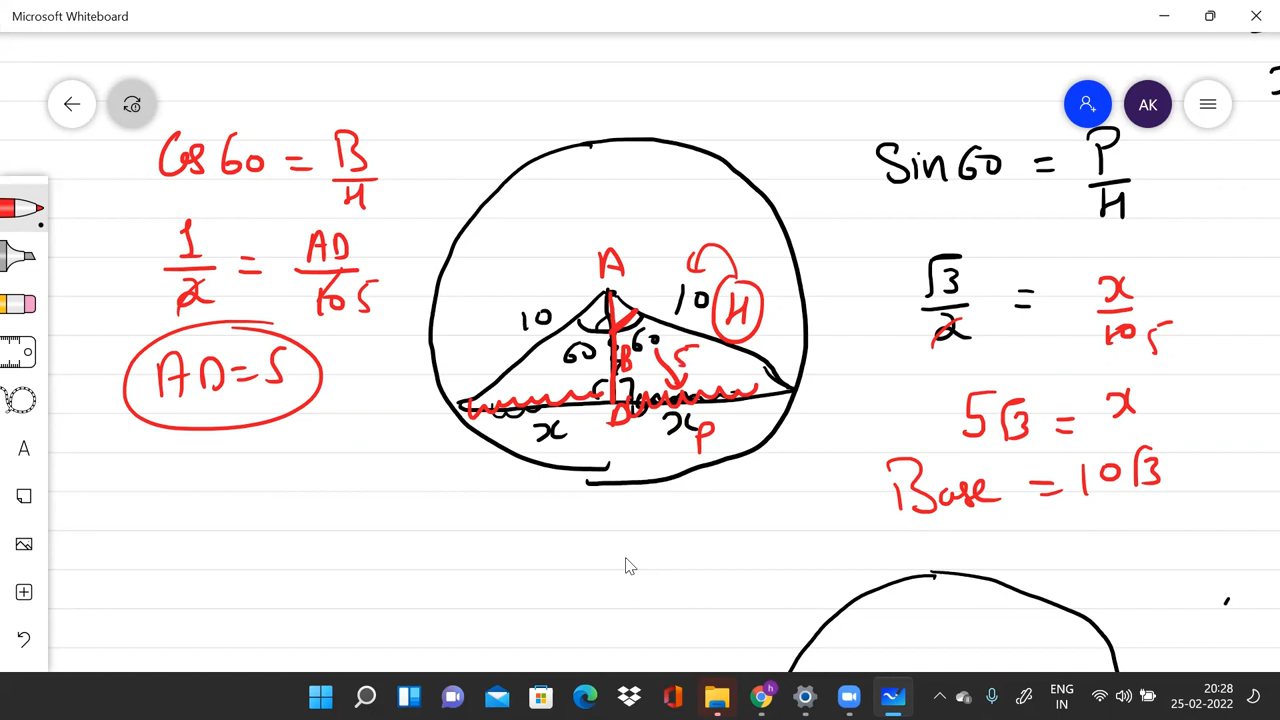 Microsoft Whiteboard
AK
Cos 60 = B/H
1/2 = AD/10 5
AD = 5
A
10
10
H
60
60
B
5
D
x
x
P
Sin 60 = P/H
√3/2 = x/10 5
5√3 = x
Base = 10√3
A
ENG
IN
20:28
25-02-2022